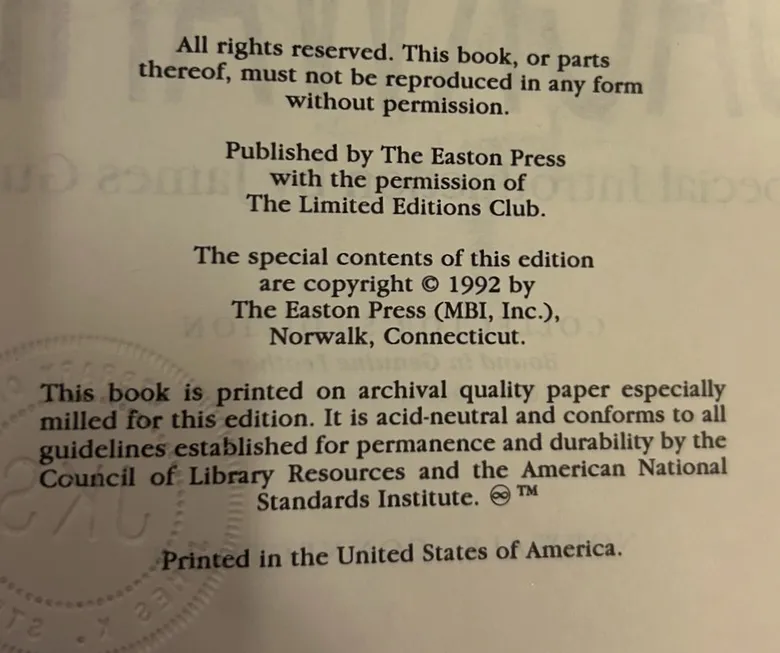 All rights reserved. This book, or parts
thereof, must not be reproduced in any form
without permission.
Published by The Easton Press
with the permission of
The Limited Editions Club.
The special contents of this edition
are copyright © 1992 by
The Easton Press (MBI, Inc.),
Norwalk, Connecticut.
This book is printed on archival quality paper especially
milled for this edition. It is acid-neutral and conforms to all
guidelines established for permanence and durability by the
Council of Library Resources and the American National
Standards Institute. ♾ ™
Printed in the United States of America.